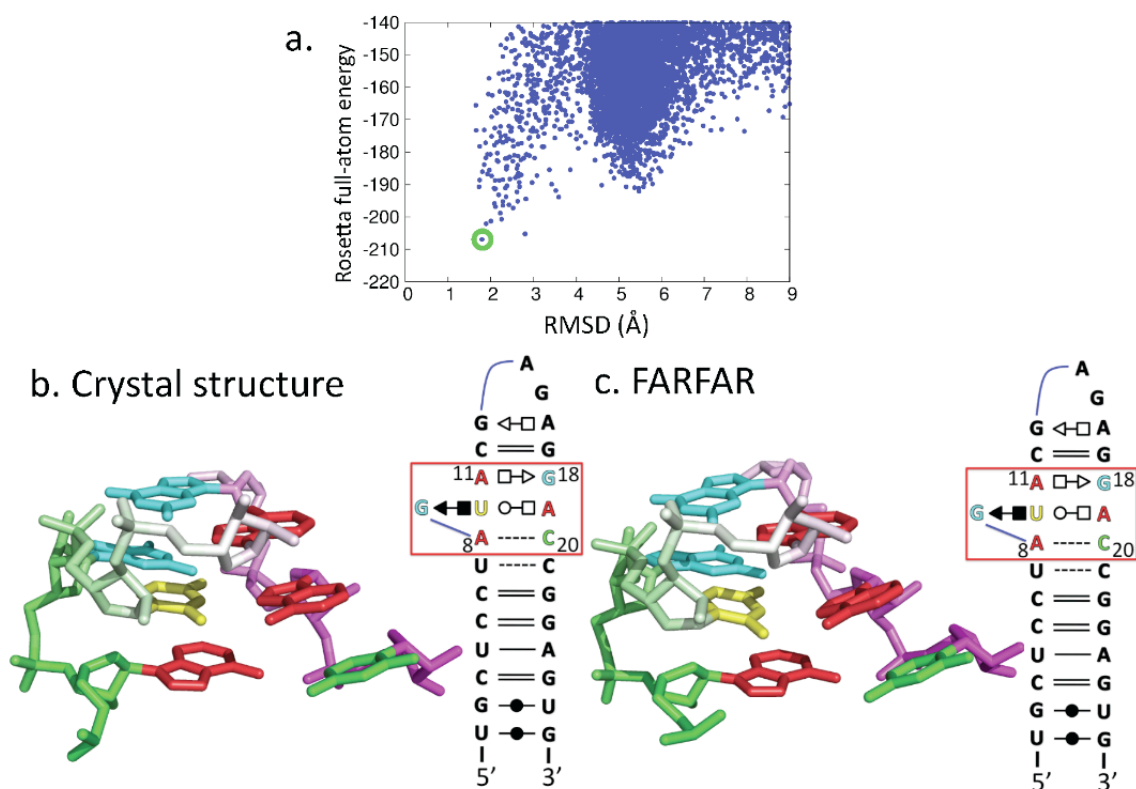 a.
Rosetta full-atom energy
-140
-150
-160
-170
-180
-190
-200
-210
-220
0 1 2 3 4 5 6 7 8 9
RMSD (Å)
b. Crystal structure
A
G
G A
C G
11 A G 18
G U A
8 A C 20
U C
C G
C G
U A
C G
G U
U G
5’ 3’
c. FARFAR
A
G
G A
C G
11 A G 18
G U A
8 A C 20
U C
C G
C G
U A
C G
G U
U G
5’ 3’